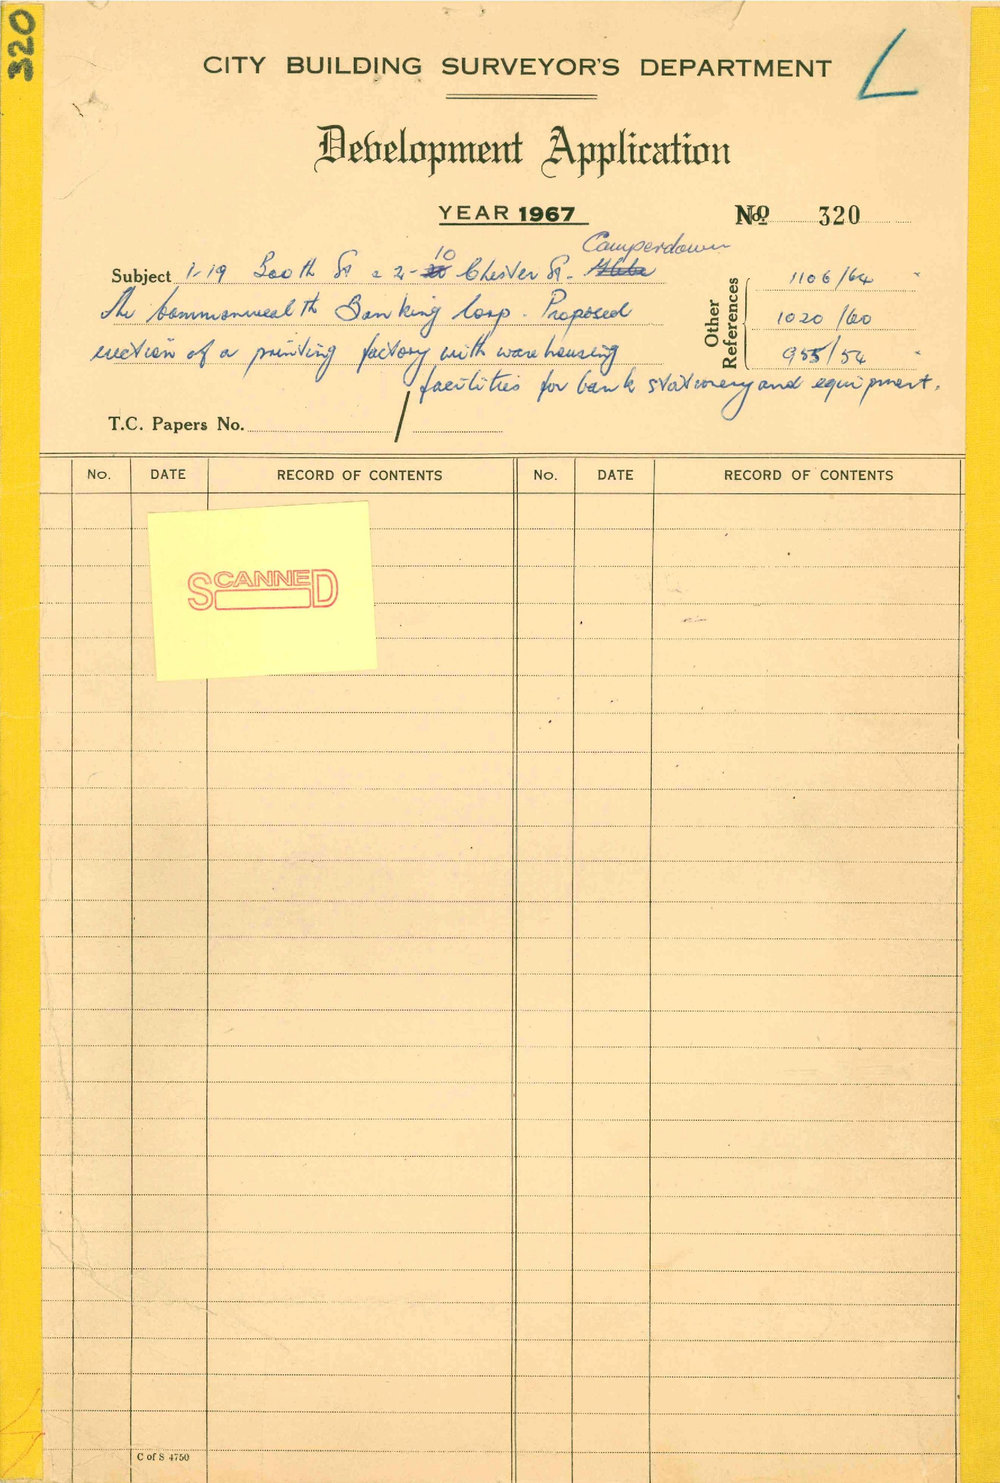 320
CITY BUILDING SURVEYOR'S DEPARTMENT
L
Development Application
YEAR 1967 No 320
Camperdown
10
Subject 1-19 Booth St & 2- Chester St. Glebe
The Commonwealth Banking Corp. Proposed
erection of a printing factory with warehousing
facilities for bank stationery and equipment.
Other References
1106/64
1020/60
955/54
T.C. Papers No. /
No. DATE RECORD OF CONTENTS No. DATE RECORD OF CONTENTS
SCANNED
C of S 4750